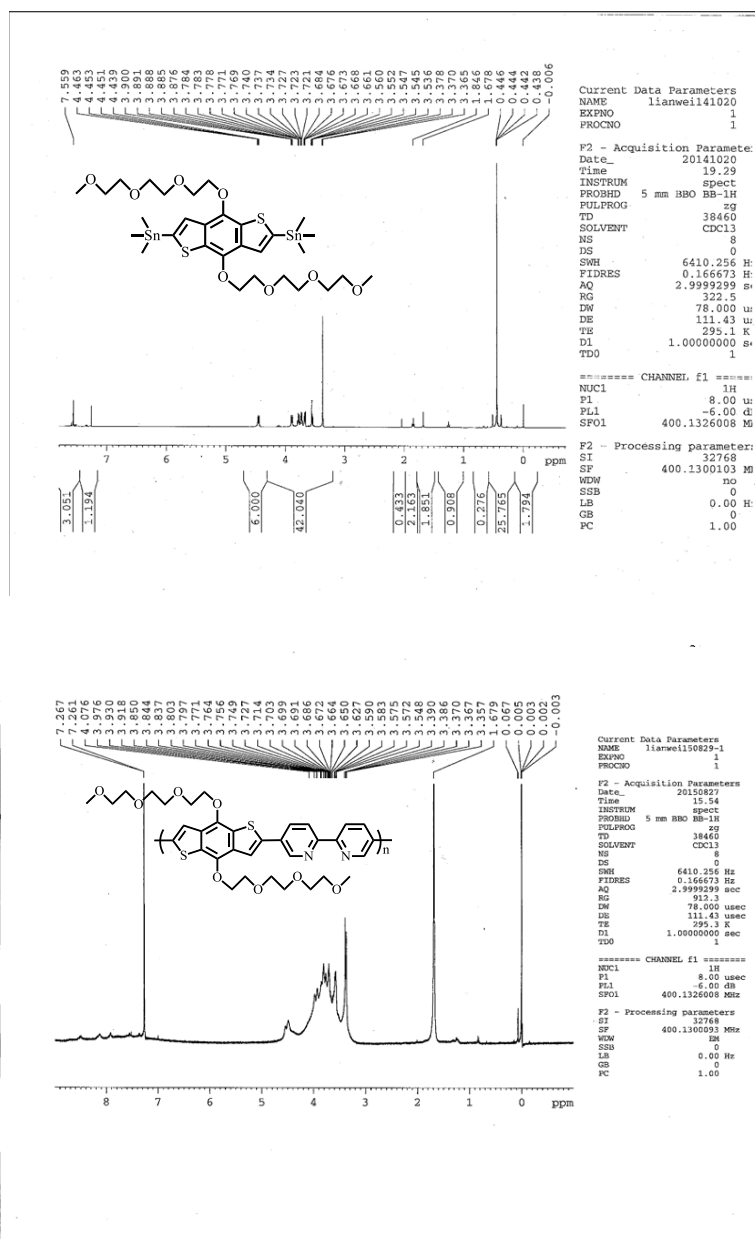 7.559
4.463
4.453
4.451
4.439
3.900
3.891
3.888
3.885
3.876
3.784
3.783
3.778
3.771
3.769
3.740
3.737
3.734
3.727
3.723
3.721
3.684
3.676
3.673
3.668
3.661
3.560
3.552
3.547
3.545
3.536
3.378
3.370
3.365
1.846
1.678
0.446
0.444
0.442
0.438
-0.006
Current Data Parameters
NAME lianwei141020
EXPNO 1
PROCNO 1
F2 - Acquisition Paramete
Date_ 20141020
Time 19.29
INSTRUM spect
PROBHD 5 mm BBO BB-1H
PULPROG zg
TD 38460
SOLVENT CDCl3
NS 8
DS 0
SWH 6410.256 H
FIDRES 0.166673 H
AQ 2.9999299 s
RG 322.5
DW 78.000 u
DE 111.43 u
TE 295.1 K
D1 1.00000000 s
TD0 1
======== CHANNEL f1 =====
NUC1 1H
P1 8.00 u
PL1 -6.00 d
SFO1 400.1326008 M
F2 - Processing parameter
SI 32768
SF 400.1300103 M
WDW no
SSB 0
LB 0.00 H
GB 0
PC 1.00
O O O O S
Sn Sn
S O O O O
7 6 5 4 3 2 1 0 ppm
3.051
1.194
6.000
42.040
0.433
2.163
1.851
0.908
0.276
25.765
1.794
7.267
7.261
4.076
3.976
3.930
3.918
3.850
3.844
3.837
3.803
3.797
3.771
3.764
3.756
3.749
3.727
3.714
3.703
3.699
3.691
3.686
3.672
3.664
3.650
3.627
3.590
3.583
3.575
3.572
3.548
3.390
3.386
3.370
3.367
3.357
1.679
0.067
0.005
0.003
0.002
-0.003
Current Data Parameters
NAME lianwei150829-1
EXPNO 1
PROCNO 1
F2 - Acquisition Parameters
Date_ 20150827
Time 15.54
INSTRUM spect
PROBHD 5 mm BBO BB-1H
PULPROG zg
TD 38460
SOLVENT CDCl3
NS 8
DS 0
SWH 6410.256 Hz
FIDRES 0.166673 Hz
AQ 2.9999299 sec
RG 912.3
DW 78.000 usec
DE 111.43 usec
TE 295.3 K
D1 1.00000000 sec
TD0 1
======== CHANNEL f1 ========
NUC1 1H
P1 8.00 usec
PL1 -6.00 dB
SFO1 400.1326008 MHz
F2 - Processing parameters
SI 32768
SF 400.1300093 MHz
WDW EM
SSB 0
LB 0.00 Hz
GB 0
PC 1.00
O O O O S
S N N n
O O O O
8 7 6 5 4 3 2 1 0 ppm